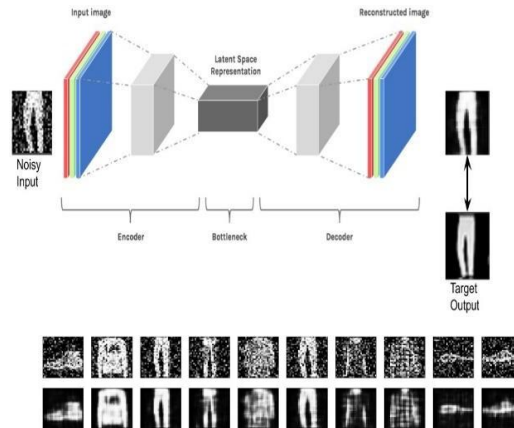 Input image
Reconstructed image
Latent Space
Representation
Noisy
Input
Encoder
Bottleneck
Decoder
Target
Output